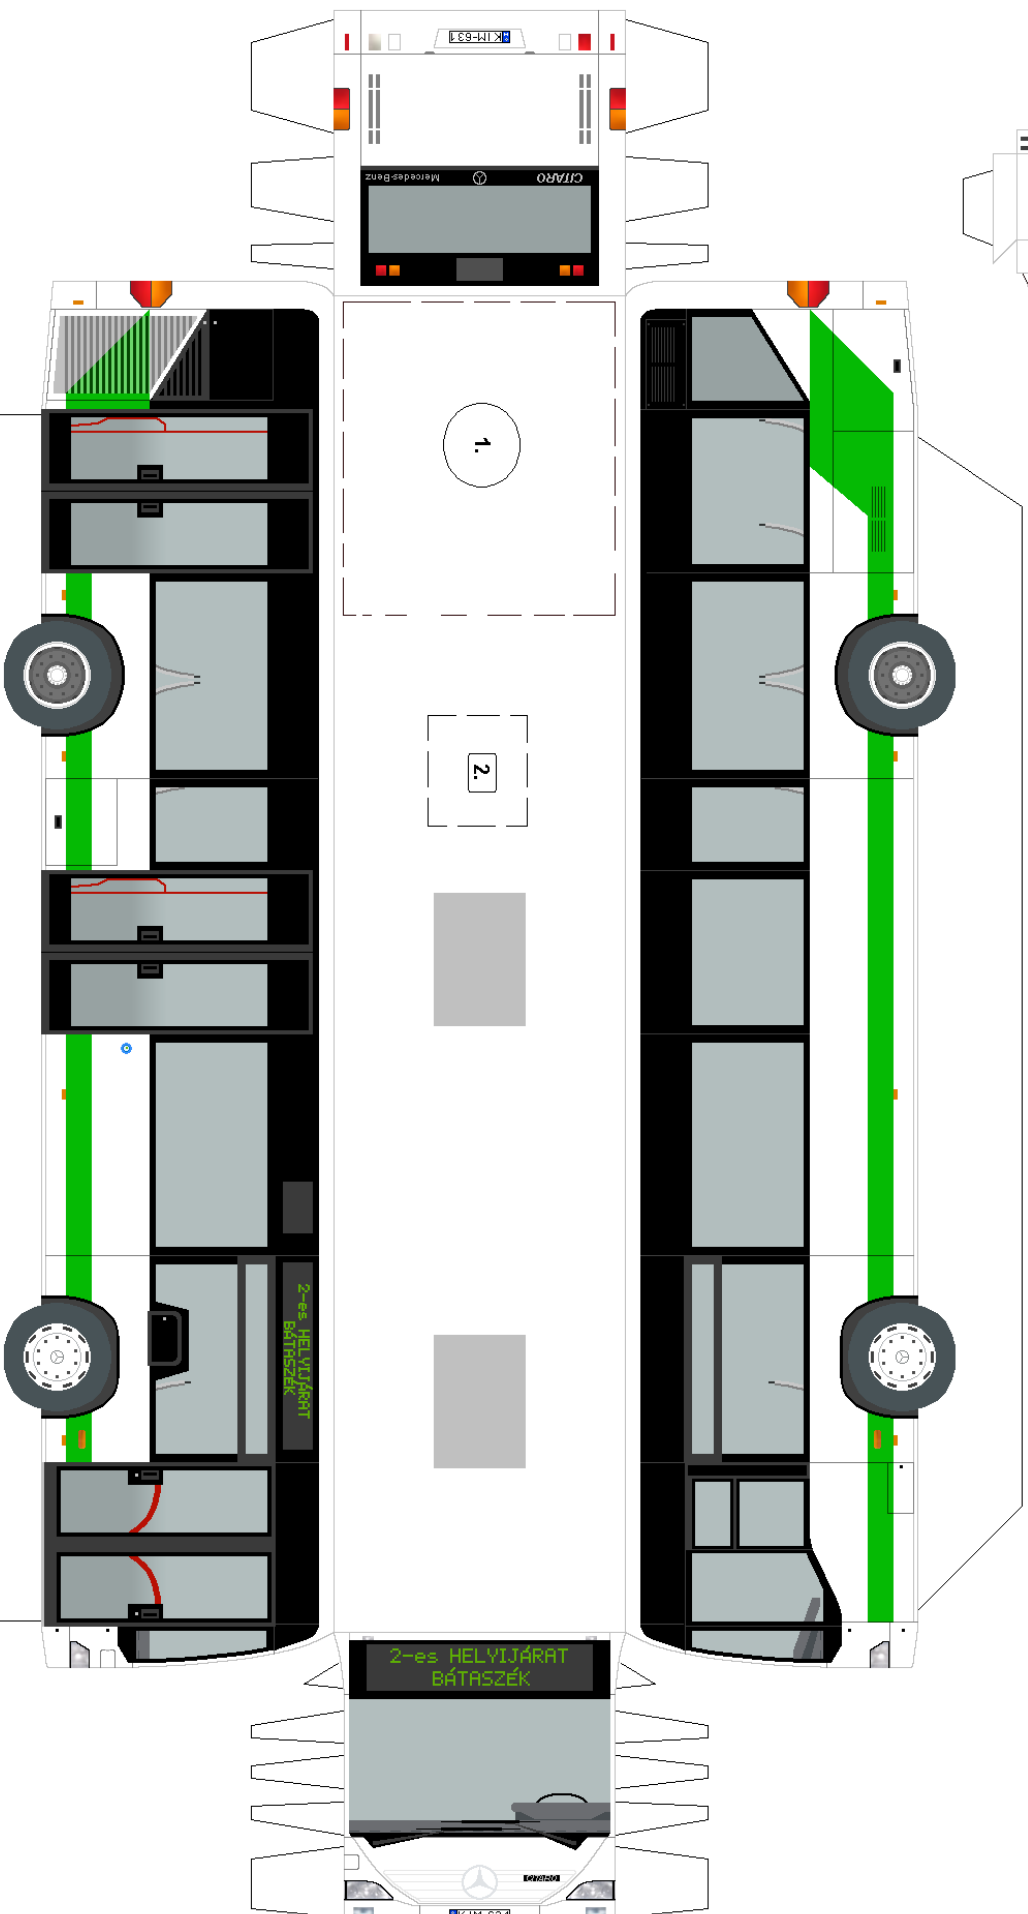 KIM-631
Mercedes-Benz
CITARO
1.
2.
2-es HELYIJÁRAT
BÁTASZÉK
2-es HELYIJÁRAT
BÁTASZÉK
CITARO